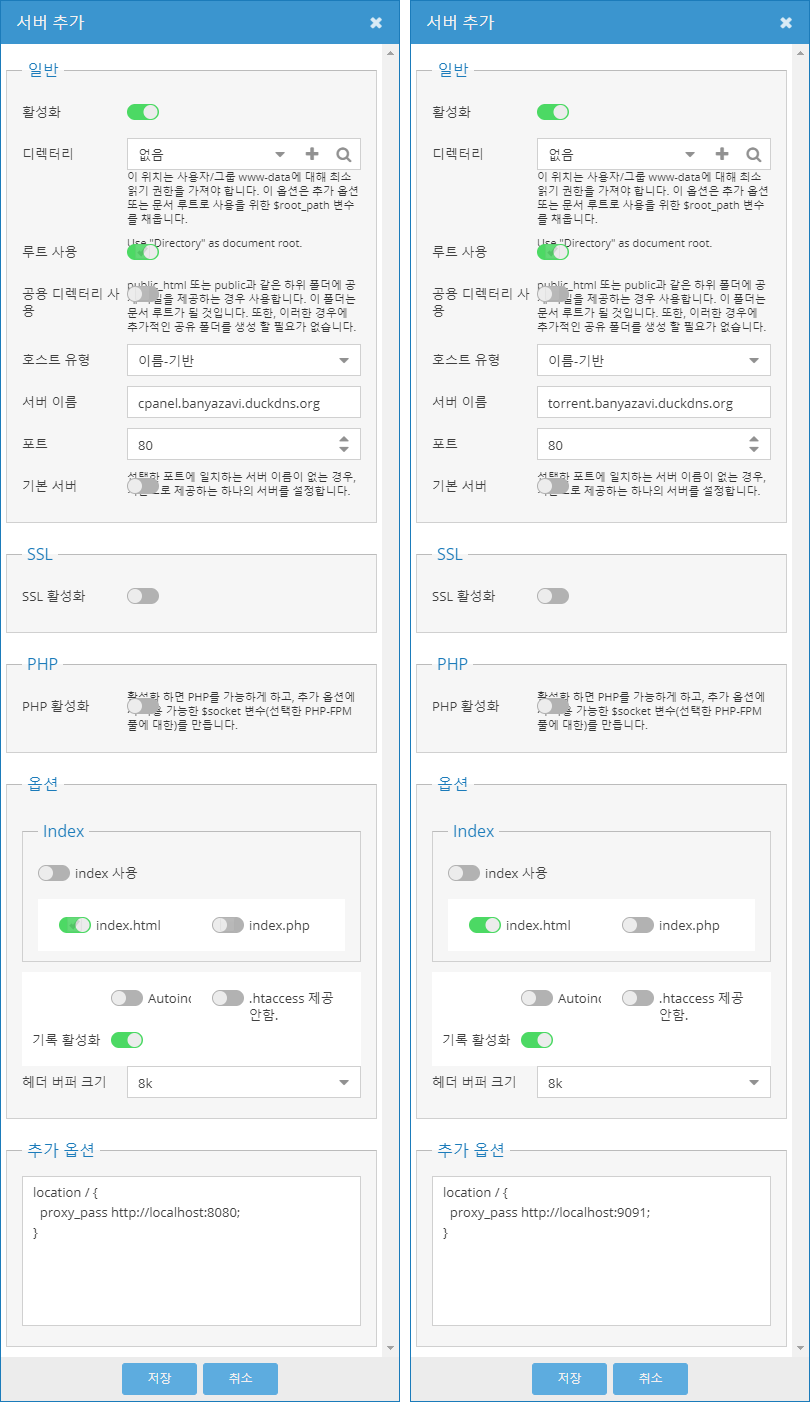 서버 추가
일반
활성화
디렉터리
없음
이 위치는 사용자/그룹 www-data에 대해 최소
읽기 권한을 가져야 합니다. 이 옵션은 추가 옵션
또는 문서 루트로 사용을 위한 $root_path 변수
를 채웁니다.
루트 사용
Use "Directory" as document root.
공용 디렉터리 사
용
public_html 또는 public과 같은 하위 폴더에 공
파일을 제공하는 경우 사용합니다. 이 폴더는
문서 루트가 될 것입니다. 또한, 이러한 경우에
추가적인 공유 폴더를 생성 할 필요가 없습니다.
호스트 유형
이름-기반
서버 이름
cpanel.banyazavi.duckdns.org
포트
80
기본 서버
선택한 포트에 일치하는 서버 이름이 없는 경우,
제공하는 하나의 서버를 설정합니다.
SSL
SSL 활성화
PHP
PHP 활성화
활성화 하면 PHP를 가능하게 하고, 추가 옵션에
가능한 $socket 변수(선택한 PHP-FPM
풀에 대한)를 만듭니다.
옵션
Index
index 사용
index.html
index.php
Autoind
.htaccess 제공
안함.
기록 활성화
헤더 버퍼 크기
8k
추가 옵션
location / {
proxy_pass http://localhost:8080;
}
저장
취소
서버 추가
일반
활성화
디렉터리
없음
이 위치는 사용자/그룹 www-data에 대해 최소
읽기 권한을 가져야 합니다. 이 옵션은 추가 옵션
또는 문서 루트로 사용을 위한 $root_path 변수
를 채웁니다.
루트 사용
Use "Directory" as document root.
공용 디렉터리 사
용
public_html 또는 public과 같은 하위 폴더에 공
파일을 제공하는 경우 사용합니다. 이 폴더는
문서 루트가 될 것입니다. 또한, 이러한 경우에
추가적인 공유 폴더를 생성 할 필요가 없습니다.
호스트 유형
이름-기반
서버 이름
torrent.banyazavi.duckdns.org
포트
80
기본 서버
선택한 포트에 일치하는 서버 이름이 없는 경우,
제공하는 하나의 서버를 설정합니다.
SSL
SSL 활성화
PHP
PHP 활성화
활성화 하면 PHP를 가능하게 하고, 추가 옵션에
가능한 $socket 변수(선택한 PHP-FPM
풀에 대한)를 만듭니다.
옵션
Index
index 사용
index.html
index.php
Autoind
.htaccess 제공
안함.
기록 활성화
헤더 버퍼 크기
8k
추가 옵션
location / {
proxy_pass http://localhost:9091;
}
저장
취소